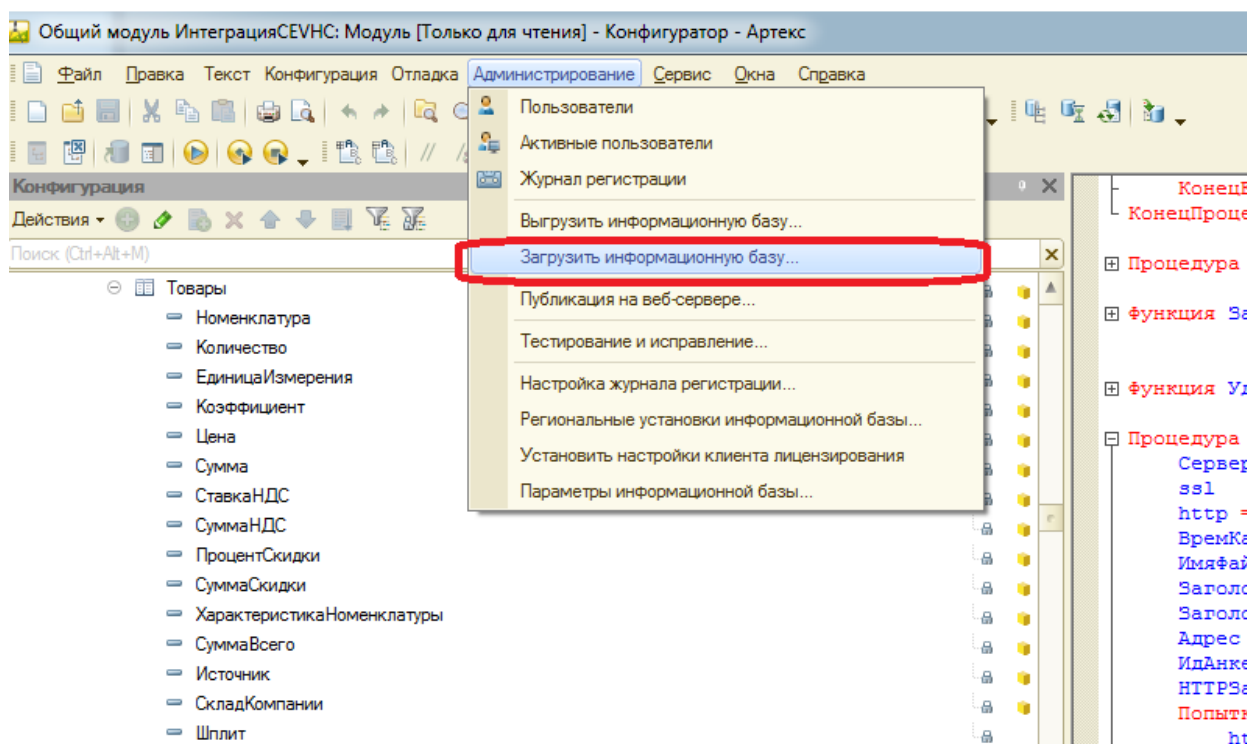 Общий модуль ИнтеграцияCEVHC: Модуль [Только для чтения] - Конфигуратор - Артекс
Файл Правка Текст Конфигурация Отладка Администрирование Сервис Окна Справка
Пользователи
Активные пользователи
Журнал регистрации
Выгрузить информационную базу...
Загрузить информационную базу...
Публикация на веб-сервере...
Тестирование и исправление...
Настройка журнала регистрации...
Региональные установки информационной базы...
Установить настройки клиента лицензирования
Параметры информационной базы...
Конфигурация
Действия
Поиск (Ctrl+Alt+M)
Товары
Номенклатура
Количество
ЕдиницаИзмерения
Коэффициент
Цена
Сумма
СтавкаНДС
СуммаНДС
ПроцентСкидки
СуммаСкидки
ХарактеристикаНоменклатуры
СуммаВсего
Источник
СкладКомпании
Шплит
КонецПроце
Процедура
Функция За
Функция Уд
Процедура
Сервер
ssl
http =
ВремКа
ИмяФай
Заголо
Заголо
Адрес
ИдАнке
HTTPЗа
Попытк
ht